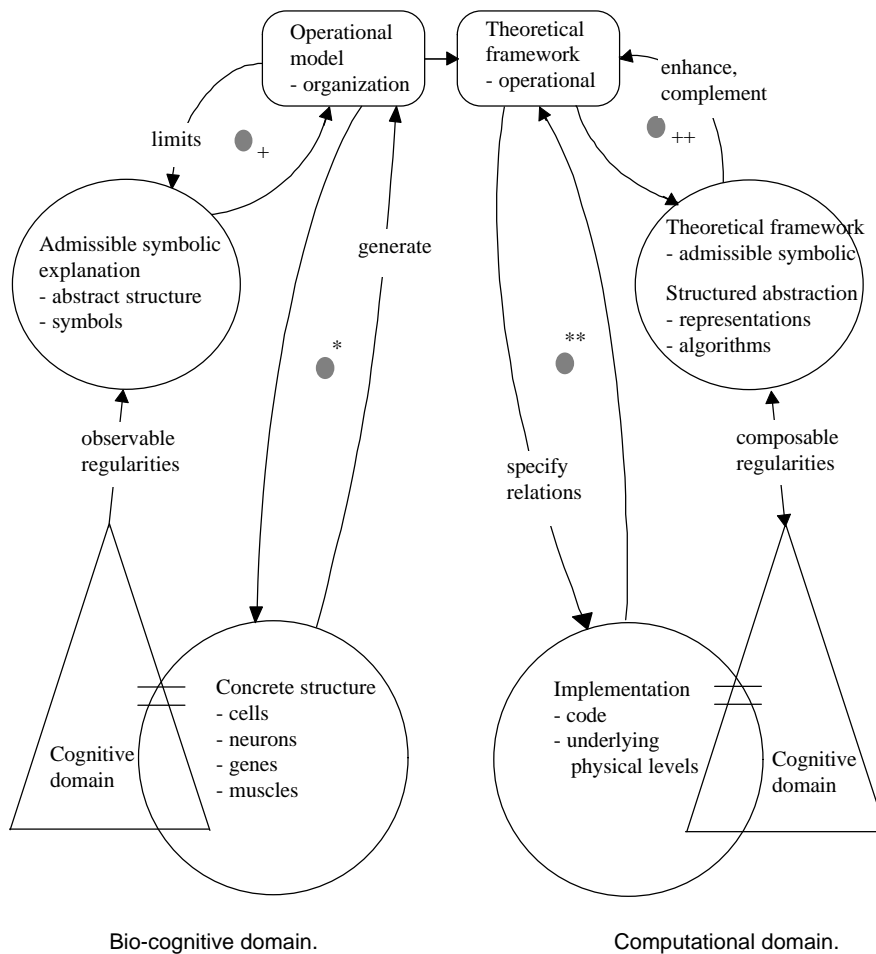 Operational
model
- organization
Theoretical
framework
- operational
enhance,
complement
limits
+
++
Admissible symbolic
explanation
- abstract structure
- symbols
generate
Theoretical framework
- admissible symbolic
Structured abstraction
- representations
- algorithms
*
**
observable
regularities
specify
relations
composable
regularities
Concrete structure
- cells
- neurons
- genes
- muscles
Cognitive
domain
Implementation
- code
- underlying
physical levels
Cognitive
domain
Bio-cognitive domain.
Computational domain.